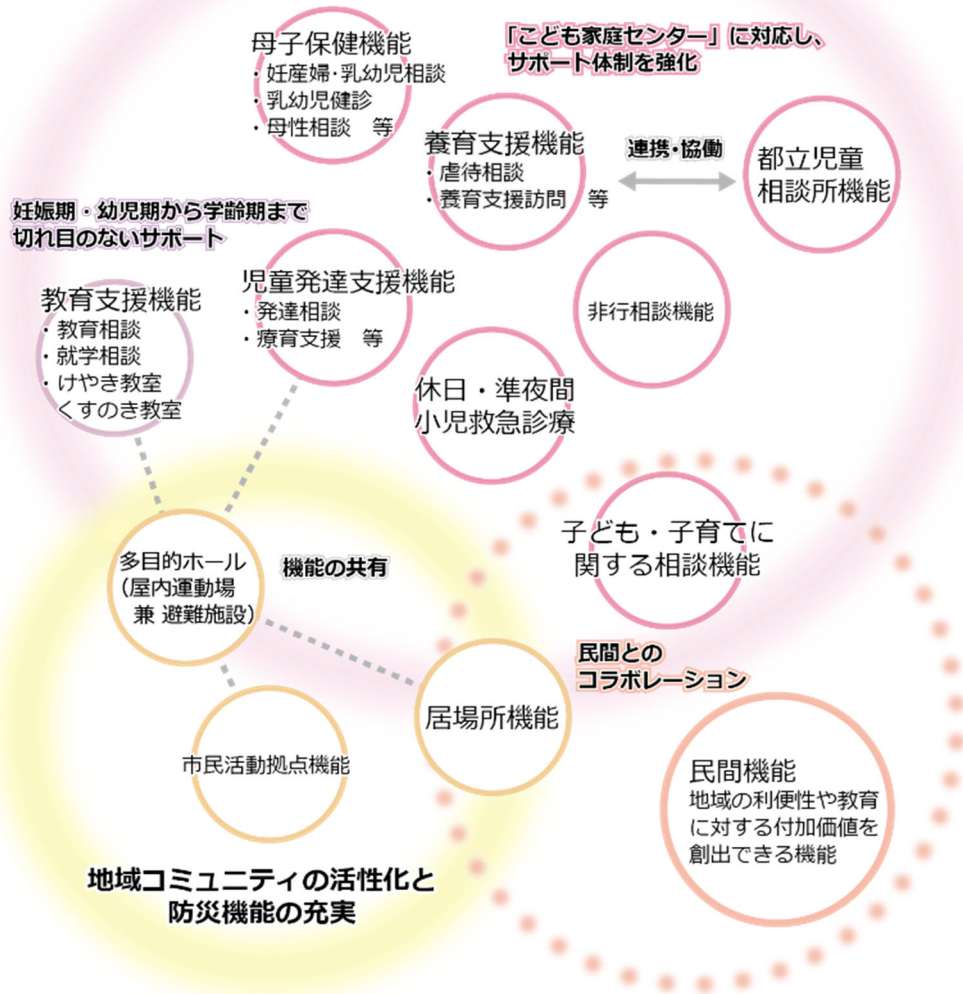 母子保健機能
・妊産婦・乳幼児相談
・乳幼児健診
・母性相談　等
「こども家庭センター」に対応し、
サポート体制を強化
養育支援機能
・虐待相談
・養育支援訪問　等
連携・協働
都立児童
相談所機能
妊娠期・幼児期から学齢期まで
切れ目のないサポート
教育支援機能
・教育相談
・就学相談
・けやき教室
くすのき教室
児童発達支援機能
・発達相談
・療育支援　等
非行相談機能
休日・準夜間
小児救急診療
子ども・子育てに
関する相談機能
多目的ホール
（屋内運動場
兼 避難施設）
機能の共有
民間との
コラボレーション
居場所機能
市民活動拠点機能
民間機能
地域の利便性や教育
に対する付加価値を
創出できる機能
地域コミュニティの活性化と
防災機能の充実